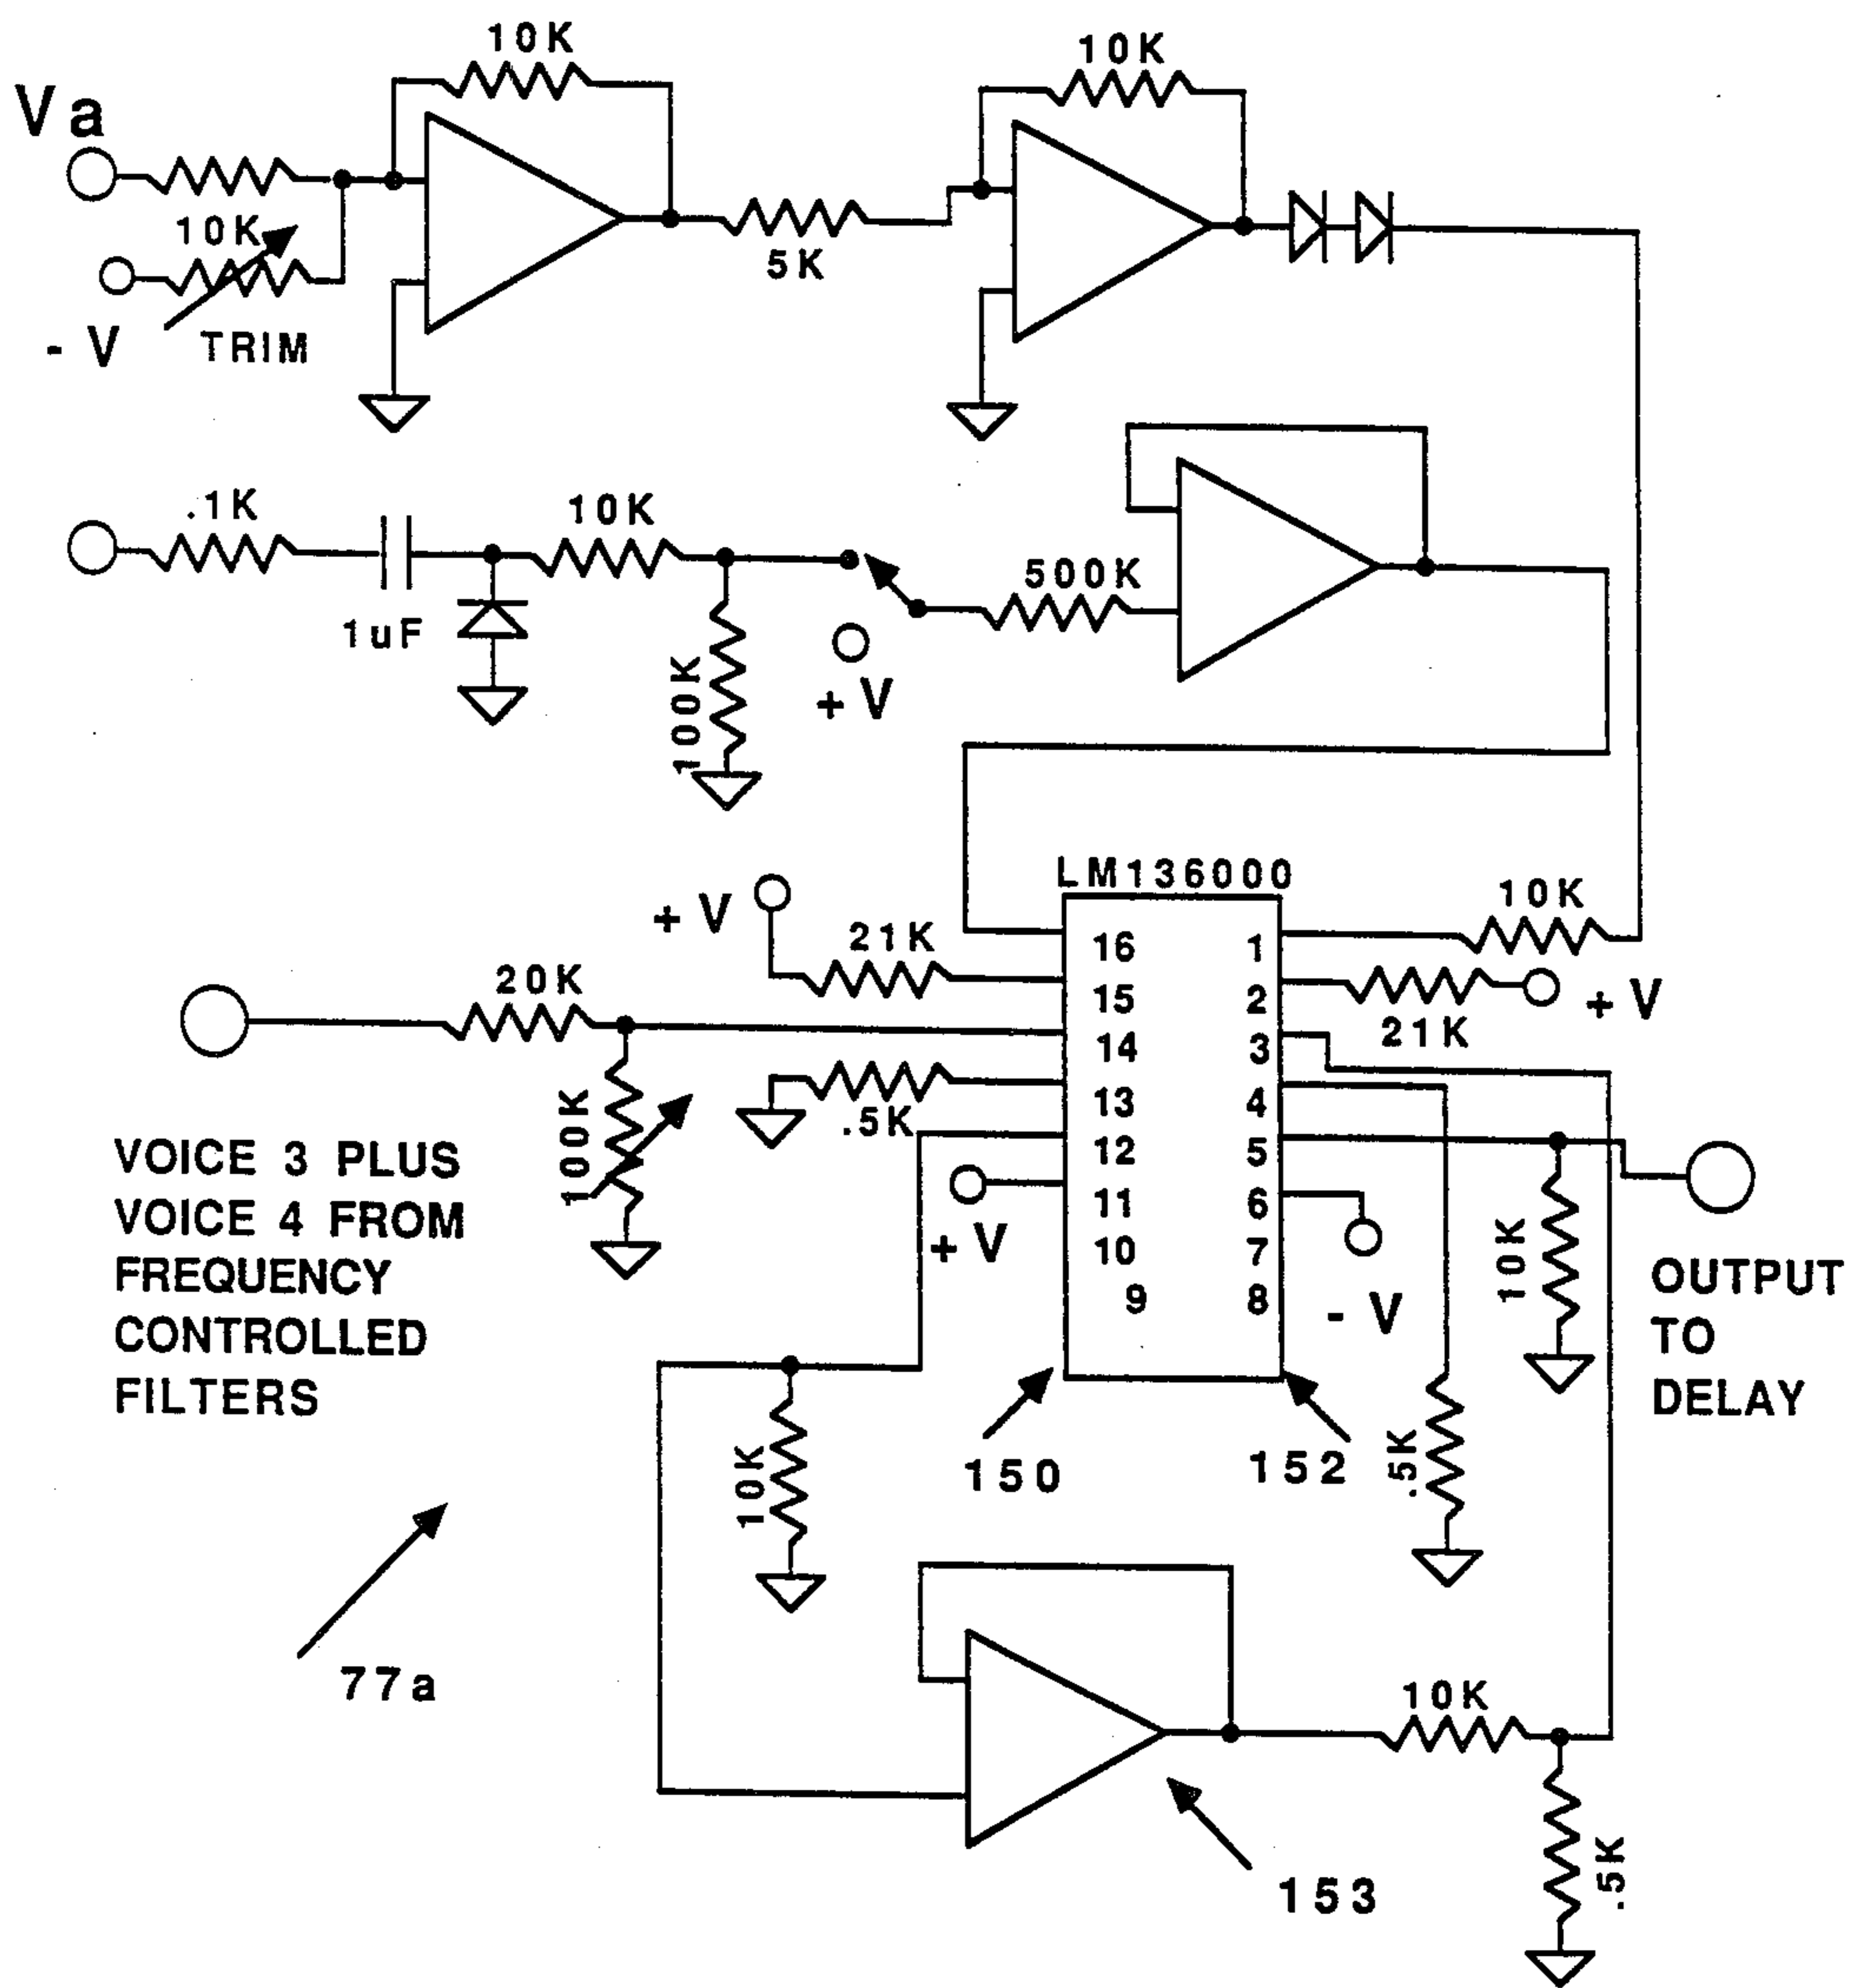 10K
10K
Va
10K
5K
- V
TRIM
.1K
10K
500K
1uF
100K
+ V
LM136000
+ V
21K
10K
20K
16 1
15 2
+ V
21K
14 3
100K
.5K
13 4
12 5
11 6
+ V
10 7
9 8
- V
10K
VOICE 3 PLUS
VOICE 4 FROM
FREQUENCY
CONTROLLED
FILTERS
OUTPUT
TO
DELAY
10K
150
152
.5K
77a
10K
153
.5K